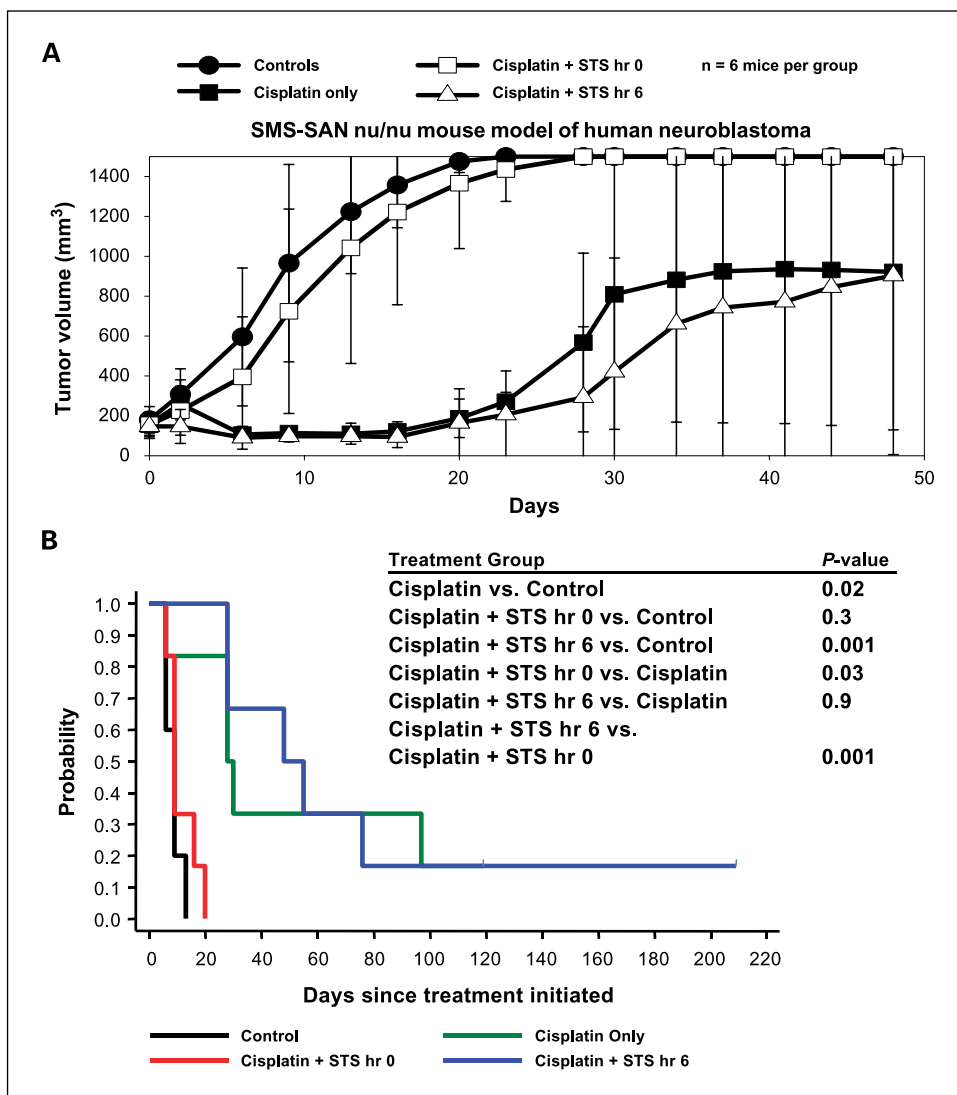 A
Controls
Cisplatin + STS hr 0
n = 6 mice per group
Cisplatin only
Cisplatin + STS hr 6
SMS-SAN nu/nu mouse model of human neuroblastoma
Tumor volume (mm³)
1400
1200
1000
800
600
400
200
0
0 10 20 30 40 50
Days
B
Treatment Group P-value
Cisplatin vs. Control 0.02
Cisplatin + STS hr 0 vs. Control 0.3
Cisplatin + STS hr 6 vs. Control 0.001
Cisplatin + STS hr 0 vs. Cisplatin 0.03
Cisplatin + STS hr 6 vs. Cisplatin 0.9
Cisplatin + STS hr 6 vs.
Cisplatin + STS hr 0 0.001
Probability
1.0
0.9
0.8
0.7
0.6
0.5
0.4
0.3
0.2
0.1
0.0
0 20 40 60 80 100 120 140 160 180 200 220
Days since treatment initiated
Control
Cisplatin Only
Cisplatin + STS hr 0
Cisplatin + STS hr 6